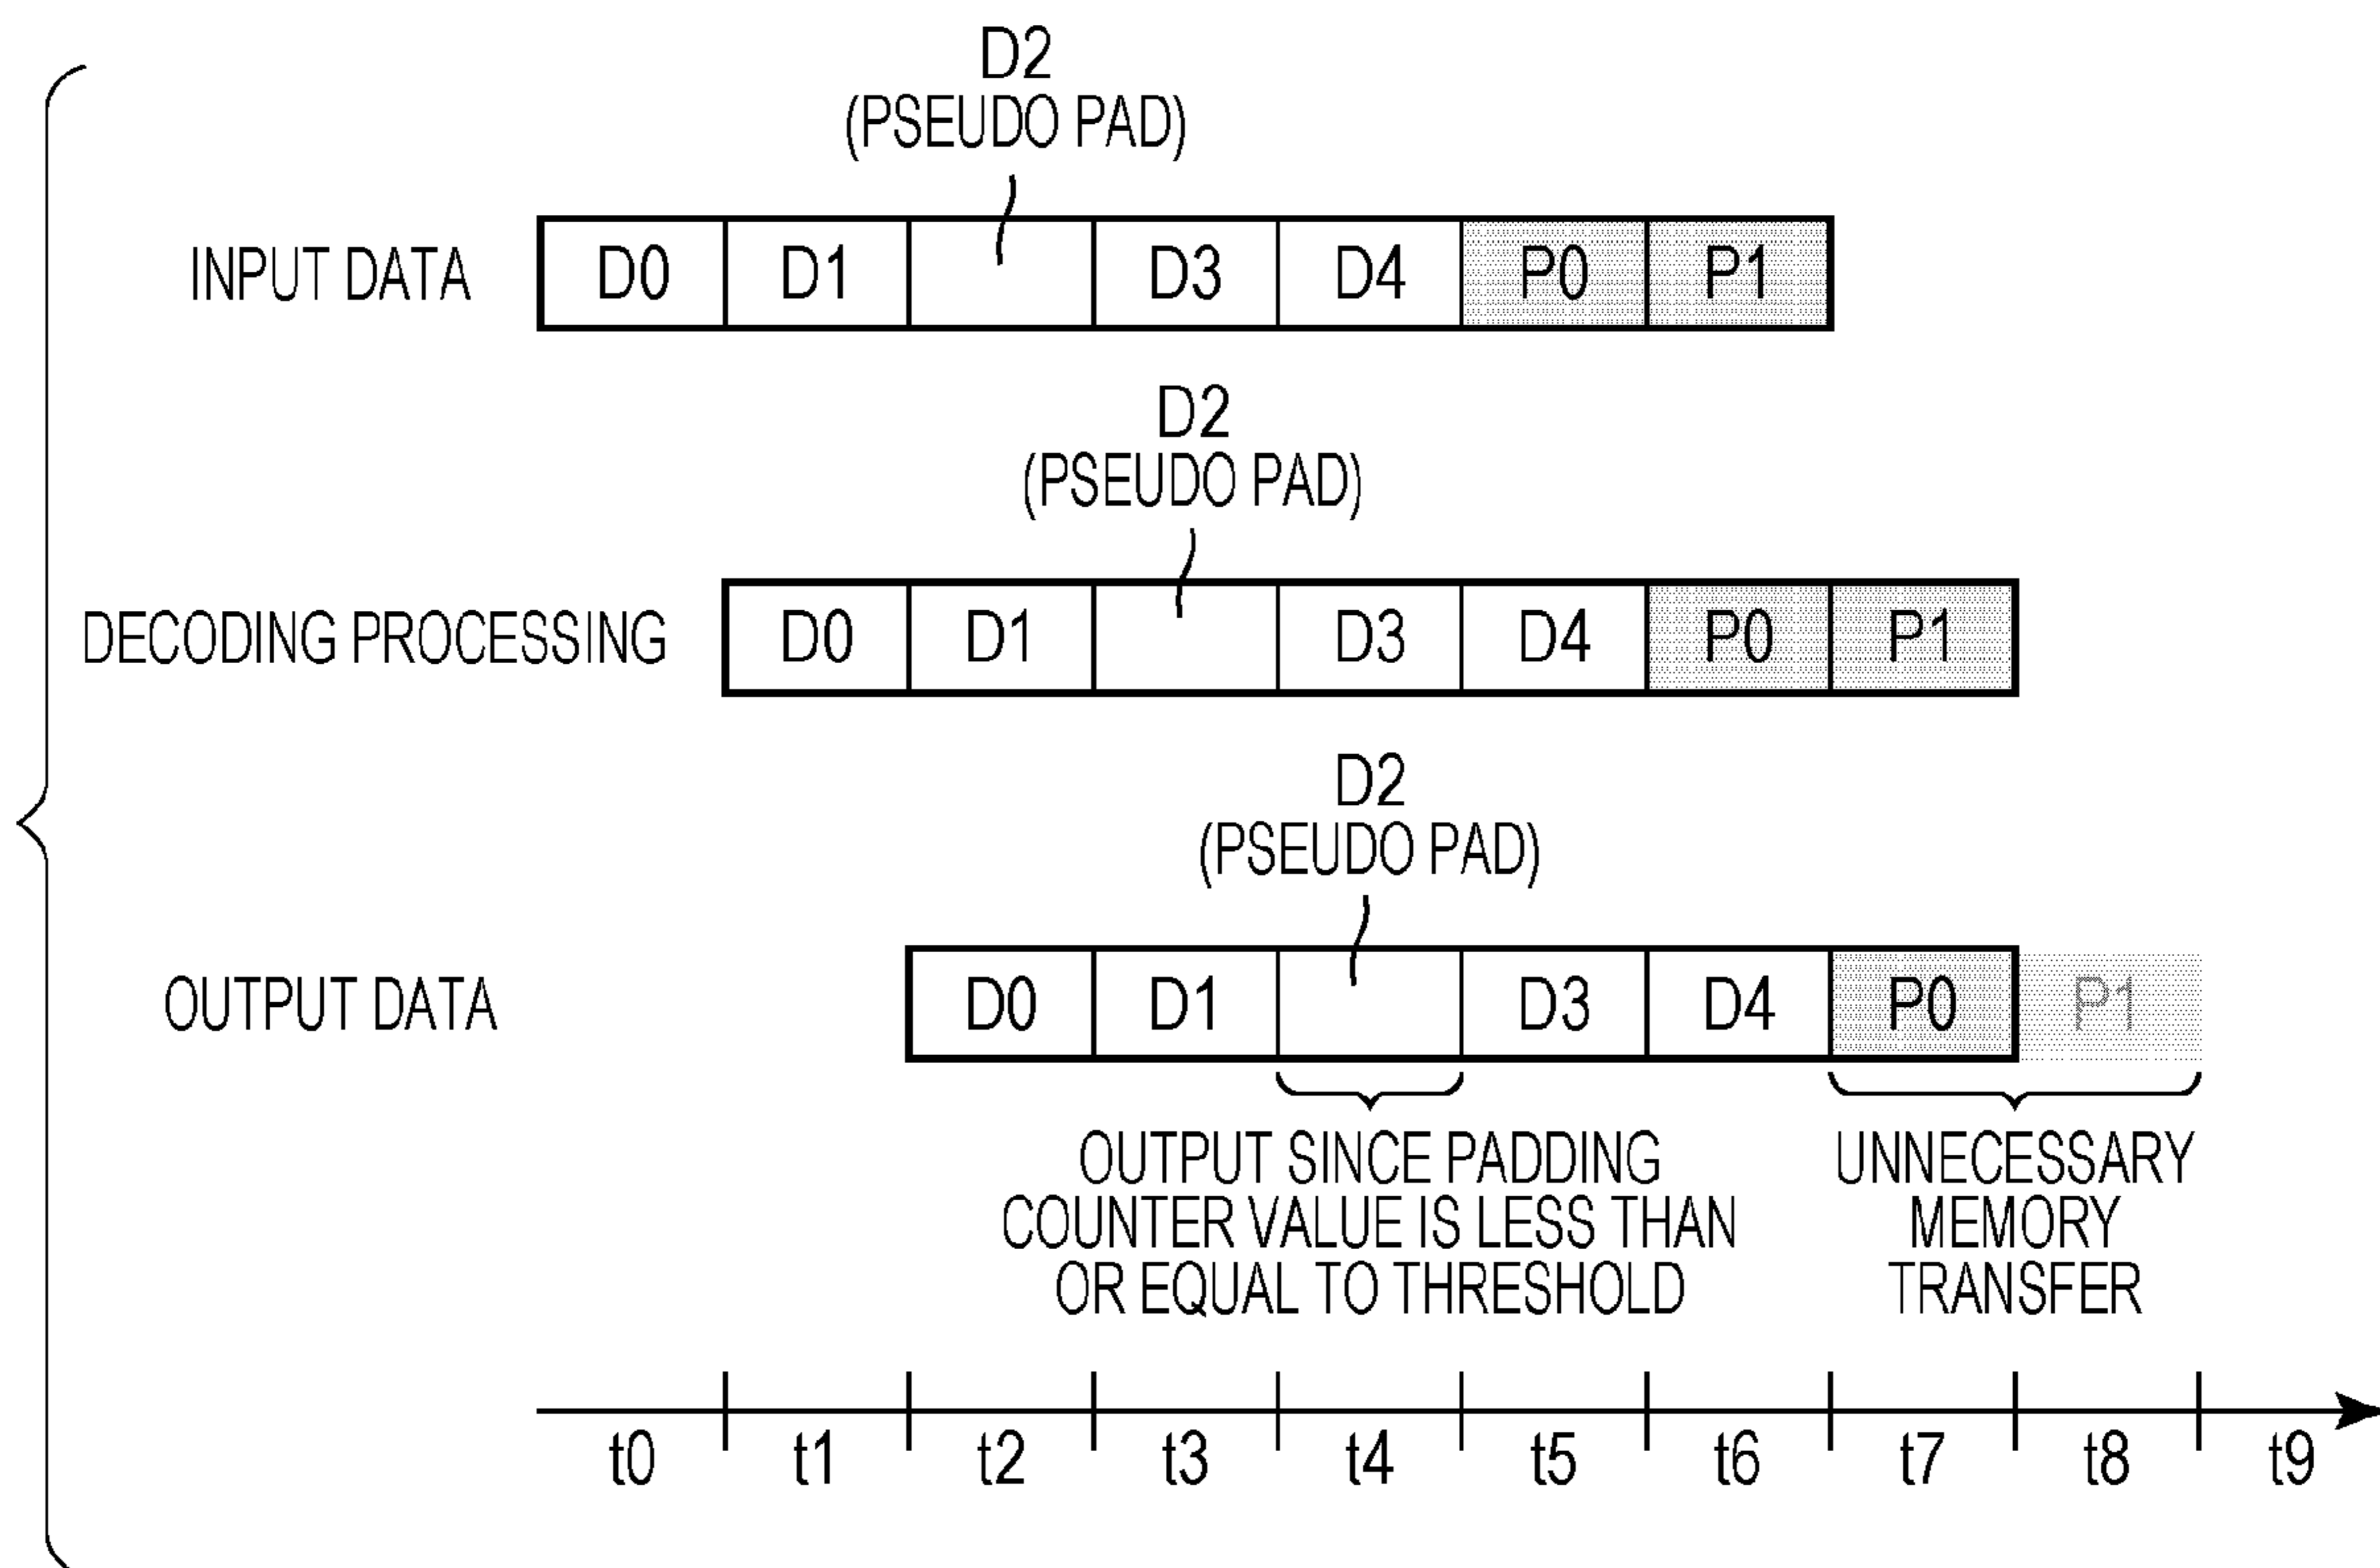 D2
(PSEUDO PAD)
INPUT DATA D0 D1 D3 D4 P0 P1
D2
(PSEUDO PAD)
DECODING PROCESSING D0 D1 D3 D4 P0 P1
D2
(PSEUDO PAD)
OUTPUT DATA D0 D1 D3 D4 P0 P1
OUTPUT SINCE PADDING
COUNTER VALUE IS LESS THAN
OR EQUAL TO THRESHOLD
UNNECESSARY
MEMORY
TRANSFER
t0 t1 t2 t3 t4 t5 t6 t7 t8 t9